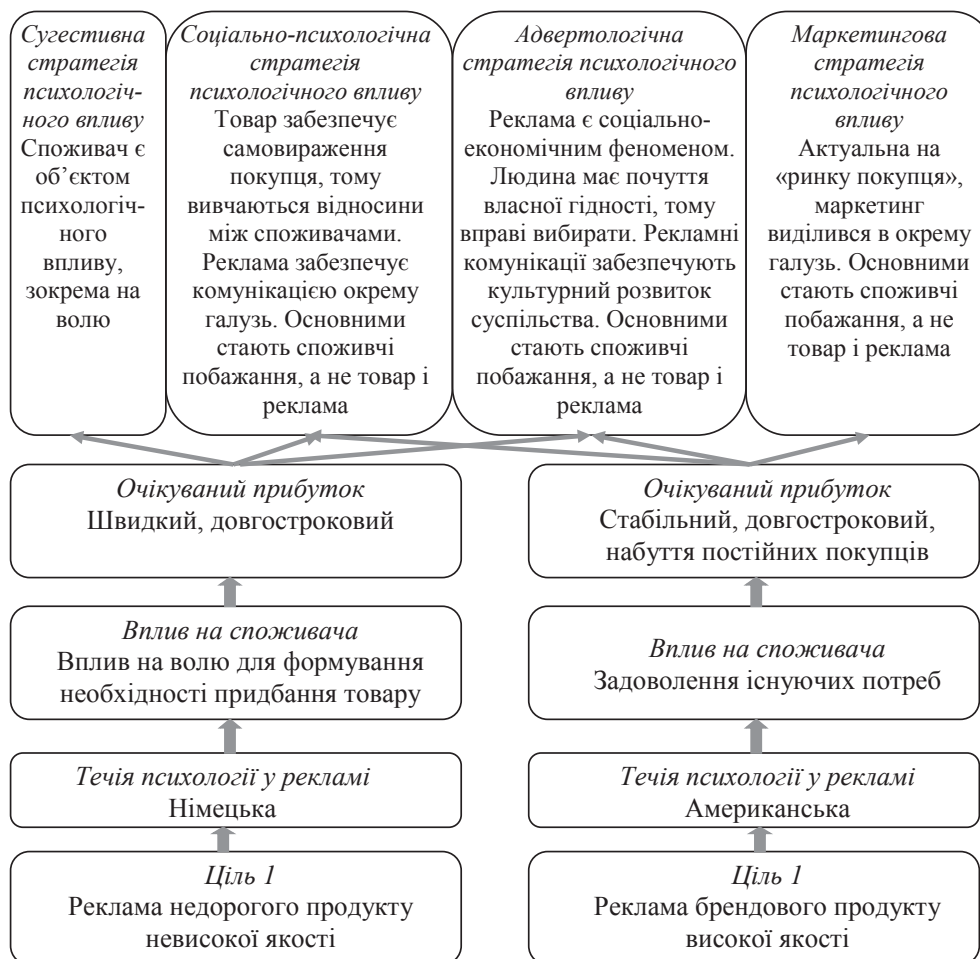 Сугестивна
стратегія
психологіч-
ного впливу
Споживач є
об’єктом
психологіч-
ного
впливу,
зокрема на
волю
Соціально-психологічна
стратегія
психологічного впливу
Товар забезпечує
самовираження
покупця, тому
вивчаються відносини
між споживачами.
Реклама забезпечує
комунікацією окрему
галузь. Основними
стають споживчі
побажання, а не товар і
реклама
Адвертологічна
стратегія психологічного
впливу
Реклама є соціально-
економічним феноменом.
Людина має почуття
власної гідності, тому
вправі вибирати. Рекламні
комунікації забезпечують
культурний розвиток
суспільства. Основними
стають споживчі
побажання, а не товар і
реклама
Маркетингова
стратегія
психологічного
впливу
Актуальна на
«ринку покупця»,
маркетинг
виділився в окрему
галузь. Основними
стають споживчі
побажання, а не
товар і реклама
Очікуваний прибуток
Швидкий, довгостроковий
Очікуваний прибуток
Стабільний, довгостроковий,
набуття постійних покупців
Вплив на споживача
Вплив на волю для формування
необхідності придбання товару
Вплив на споживача
Задоволення існуючих потреб
Течія психології у рекламі
Німецька
Течія психології у рекламі
Американська
Ціль 1
Реклама недорогого продукту
невисокої якості
Ціль 1
Реклама брендового продукту
високої якості